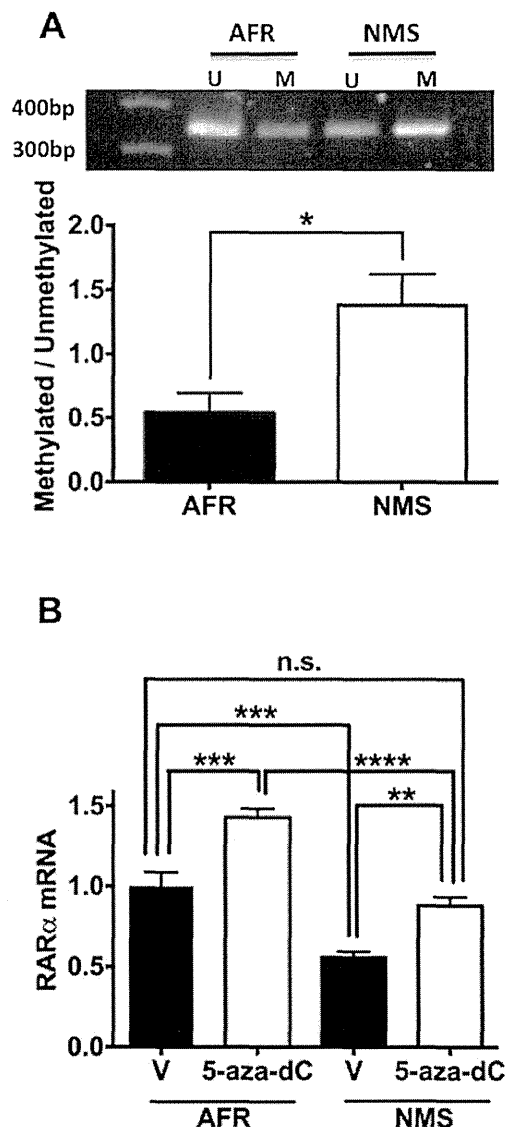 A
AFR NMS
U M U M
400bp
300bp
Methylated / Unmethylated
2.0
1.5
1.0
0.5
0.0
*
AFR NMS
B
n.s.
***
*** ****
**
RARα mRNA
1.5
1.0
0.5
0.0
V 5-aza-dC V 5-aza-dC
AFR NMS